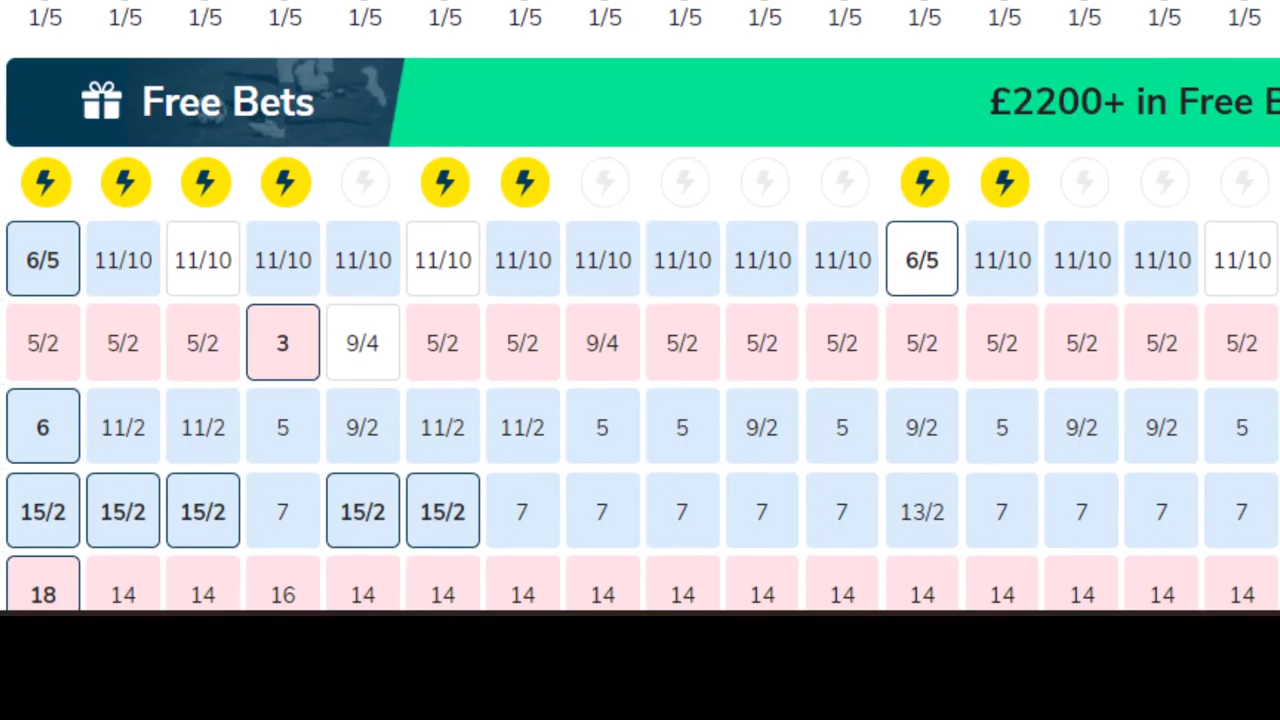 1/5 1/5 1/5 1/5 1/5 1/5 1/5 1/5 1/5 1/5 1/5 1/5 1/5 1/5 1/5 1/5
Free Bets £2200+ in Free
6/5 11/10 11/10 11/10 11/10 11/10 11/10 11/10 11/10 11/10 11/10 6/5 11/10 11/10 11/10 11/10
5/2 5/2 5/2 3 9/4 5/2 5/2 9/4 5/2 5/2 5/2 5/2 5/2 5/2 5/2 5/2
6 11/2 11/2 5 9/2 11/2 11/2 5 5 9/2 5 9/2 5 9/2 9/2 5
15/2 15/2 15/2 7 15/2 15/2 7 7 7 7 7 13/2 7 7 7 7
18 14 14 16 14 14 14 14 14 14 14 14 14 14 14 14